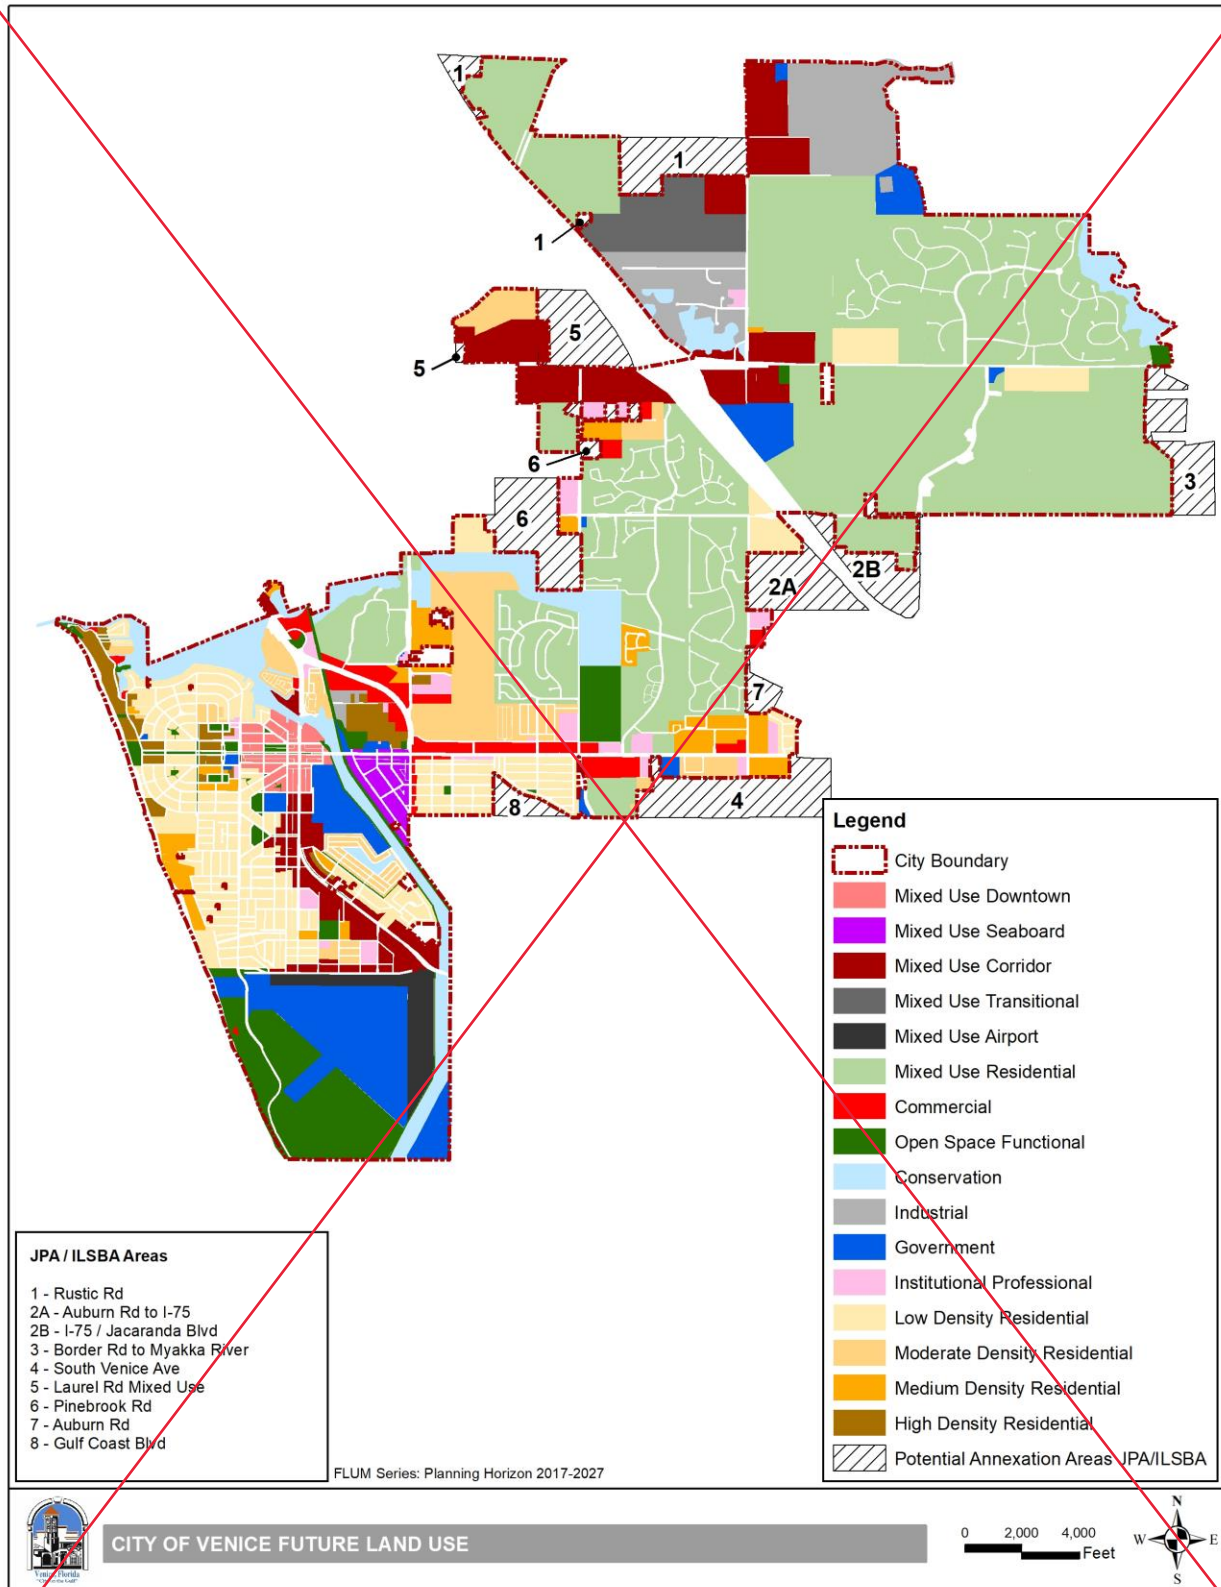 1
1
1
5
5
6
6
3
2A
2B
7
8
4
Legend
City Boundary
Mixed Use Downtown
Mixed Use Seaboard
Mixed Use Corridor
Mixed Use Transitional
Mixed Use Airport
Mixed Use Residential
Commercial
Open Space Functional
Conservation
Industrial
Government
Institutional Professional
Low Density Residential
Moderate Density Residential
Medium Density Residential
High Density Residential
Potential Annexation Areas JPA/ILSBA
JPA / ILSBA Areas
1 - Rustic Rd
2A - Auburn Rd to I-75
2B - I-75 / Jacaranda Blvd
3 - Border Rd to Myakka River
4 - South Venice Ave
5 - Laurel Rd Mixed Use
6 - Pinebrook Rd
7 - Auburn Rd
8 - Gulf Coast Blvd
FLUM Series: Planning Horizon 2017-2027
Venice, Florida
CITY OF VENICE FUTURE LAND USE
0 2,000 4,000
Feet
N
W E
S